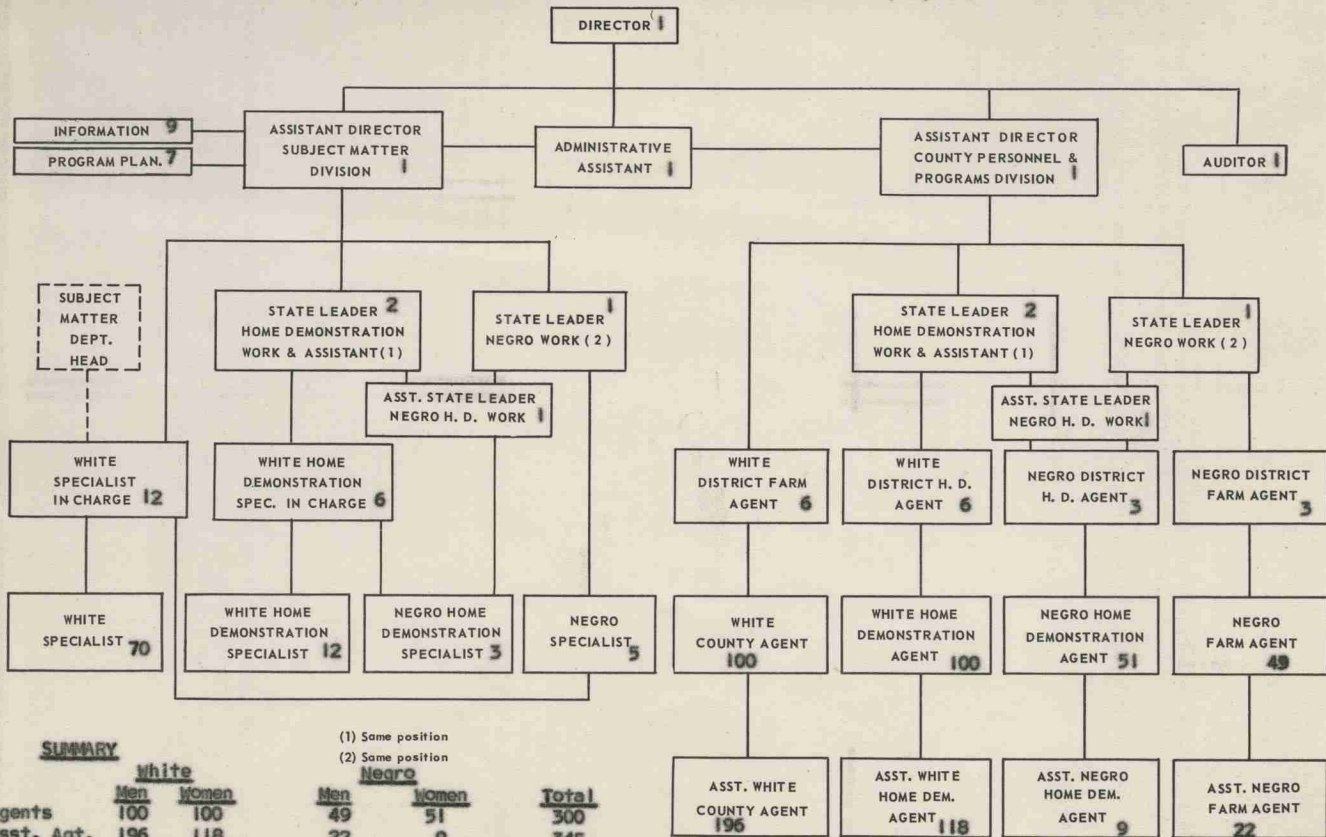 DIRECTOR 1
INFORMATION 9
PROGRAM PLAN. 7
ASSISTANT DIRECTOR
SUBJECT MATTER
DIVISION 1
ADMINISTRATIVE
ASSISTANT 1
ASSISTANT DIRECTOR
COUNTY PERSONNEL &
PROGRAMS DIVISION 1
AUDITOR 1
SUBJECT
MATTER
DEPT.
HEAD
STATE LEADER 2
HOME DEMONSTRATION
WORK & ASSISTANT (1)
STATE LEADER 1
NEGRO WORK (2)
ASST. STATE LEADER
NEGRO H. D. WORK 1
STATE LEADER 2
HOME DEMONSTRATION
WORK & ASSISTANT (1)
STATE LEADER 1
NEGRO WORK (2)
ASST. STATE LEADER
NEGRO H. D. WORK 1
WHITE
SPECIALIST
IN CHARGE 12
WHITE HOME
DEMONSTRATION
SPEC. IN CHARGE 6
WHITE
DISTRICT FARM
AGENT 6
WHITE
DISTRICT H. D.
AGENT 6
NEGRO DISTRICT
H. D. AGENT 3
NEGRO DISTRICT
FARM AGENT 3
WHITE
SPECIALIST 70
WHITE HOME
DEMONSTRATION
SPECIALIST 12
NEGRO HOME
DEMONSTRATION
SPECIALIST 3
NEGRO
SPECIALIST 5
WHITE
COUNTY AGENT
100
WHITE HOME
DEMONSTRATION
AGENT 100
NEGRO HOME
DEMONSTRATION
AGENT 51
NEGRO
FARM AGENT
49
ASST. WHITE
COUNTY AGENT
196
ASST. WHITE
HOME DEM.
AGENT 118
ASST. NEGRO
HOME DEM.
AGENT 9
ASST. NEGRO
FARM AGENT
22
(1) Same position
(2) Same position
SUMMARY
White Negro
Men Women Men Women Total
gents 100 100 49 51 300
sst. Agt. 196 118 22 9 345